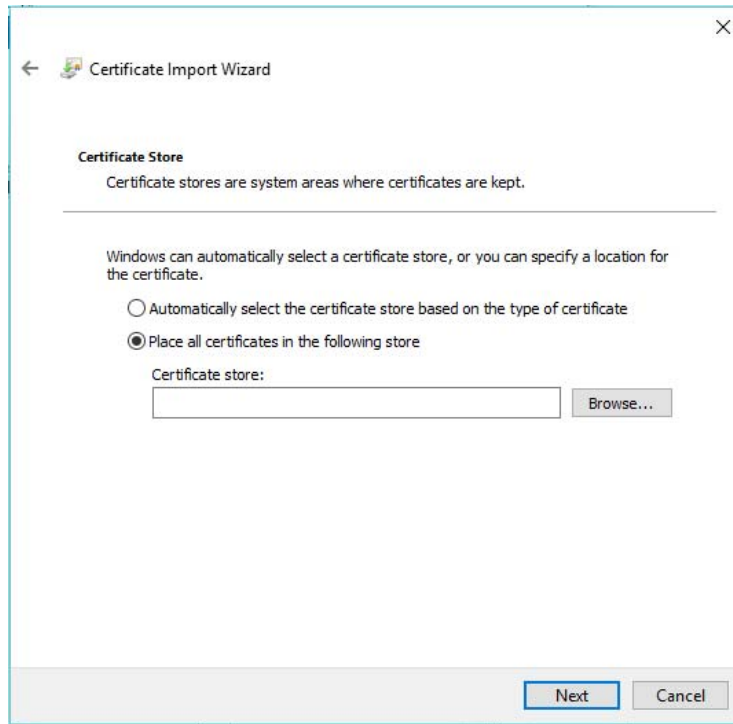 Certificate Import Wizard
Certificate Store
Certificate stores are system areas where certificates are kept.
Windows can automatically select a certificate store, or you can specify a location for
the certificate.
Automatically select the certificate store based on the type of certificate
Place all certificates in the following store
Certificate store:
Browse...
Next
Cancel